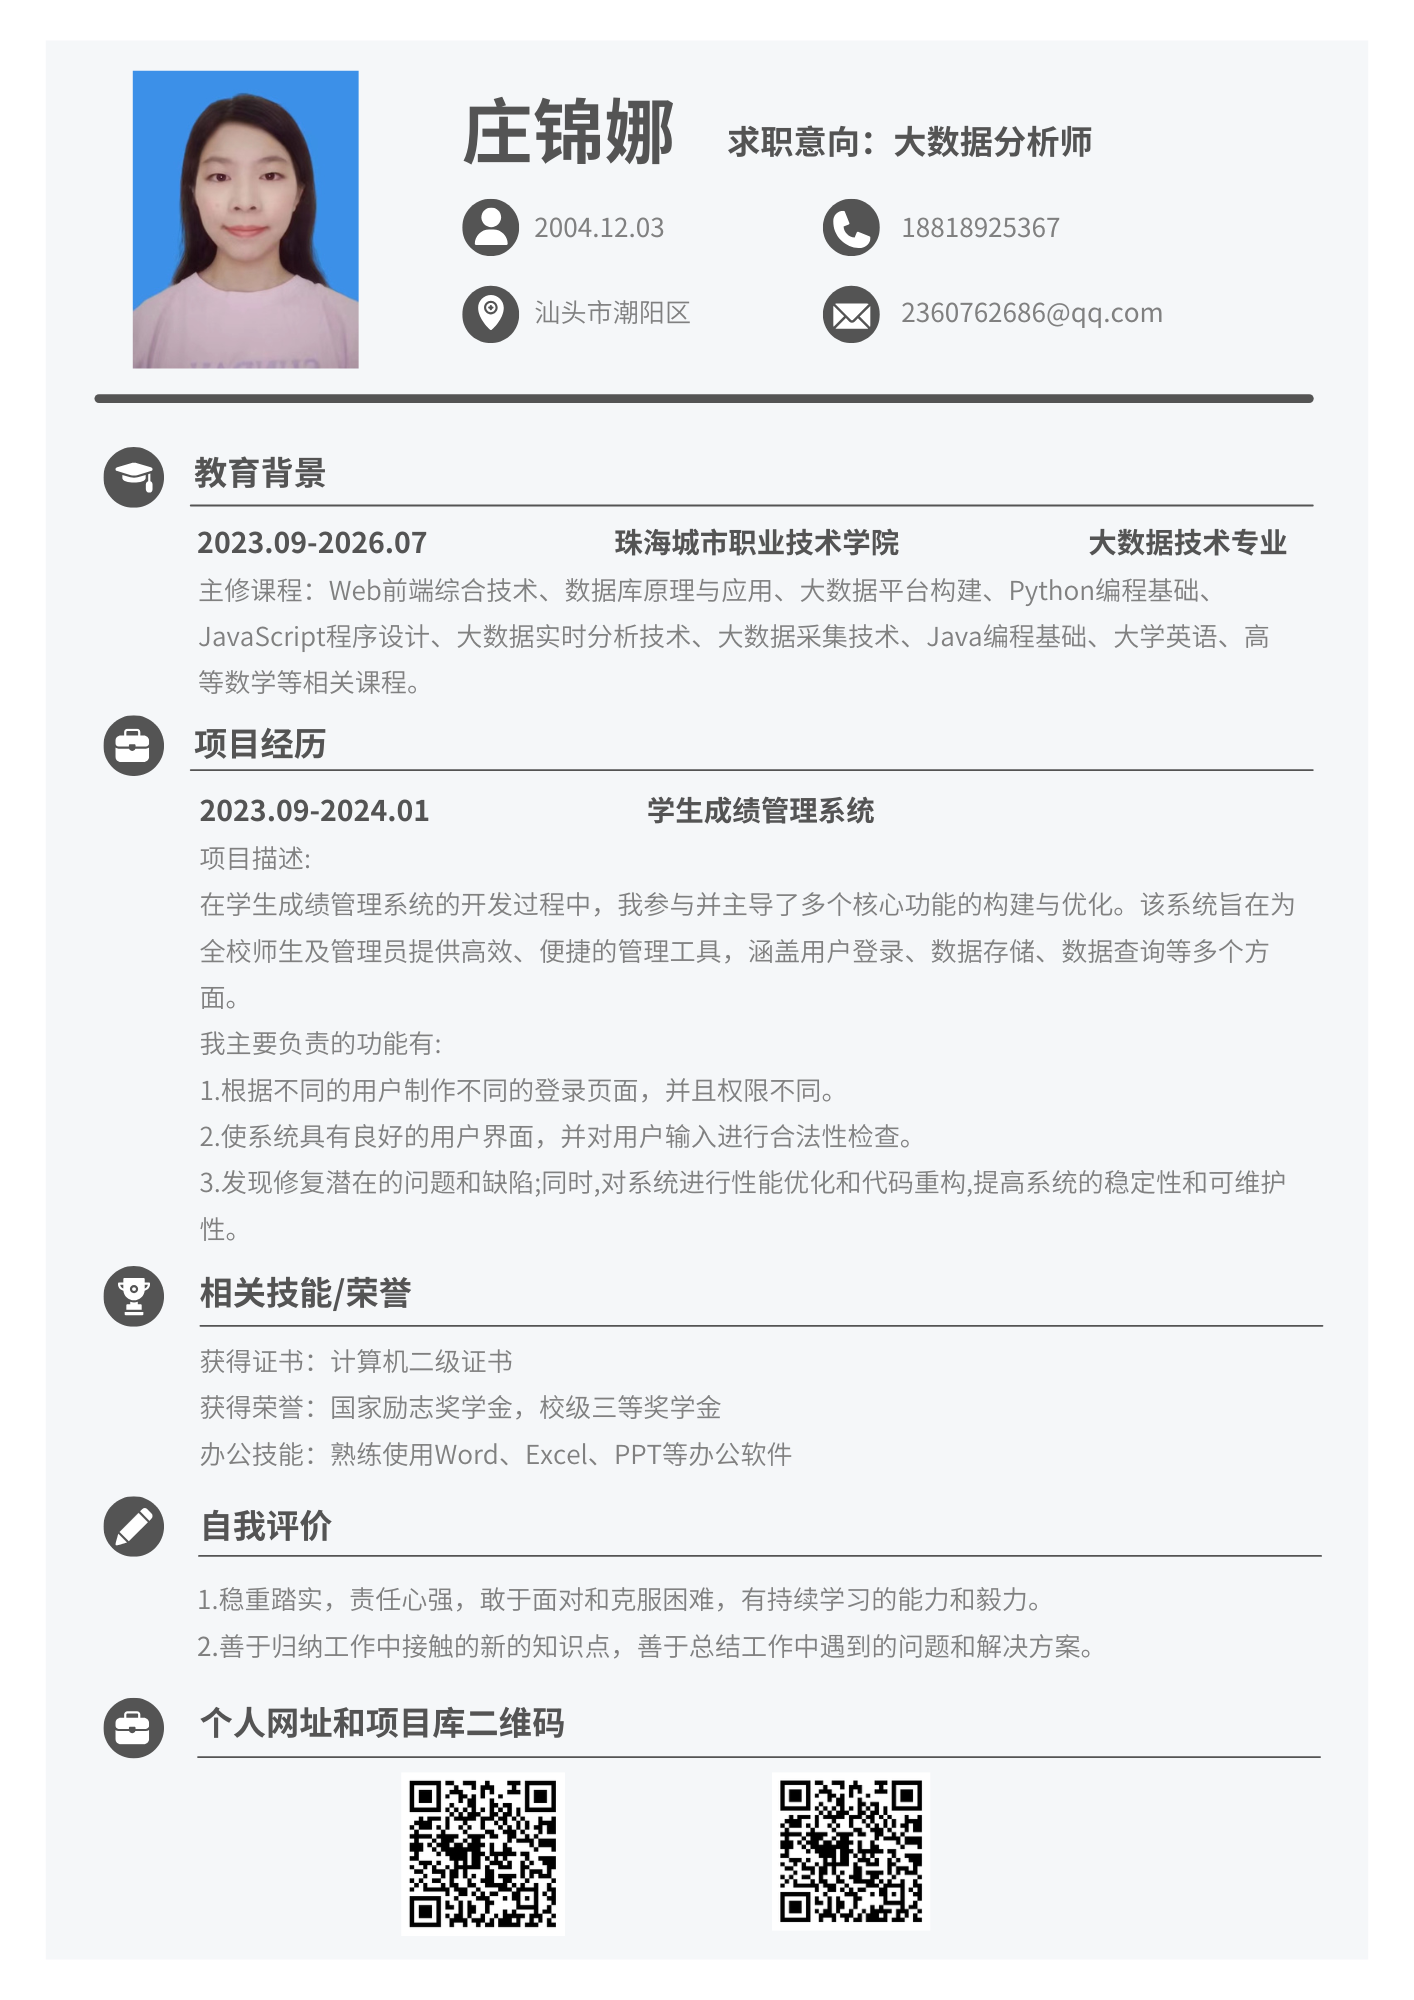 庄锦娜
求职意向：大数据分析师
2004.12.03
18818925367
汕头市潮阳区
2360762686@qq.com
教育背景
2023.09-2026.07 珠海城市职业技术学院 大数据技术专业
主修课程：Web前端综合技术、数据库原理与应用、大数据平台构建、Python编程基础、
JavaScript程序设计、大数据实时分析技术、大数据采集技术、Java编程基础、大学英语、高
等数学等相关课程。
项目经历
2023.09-2024.01 学生成绩管理系统
项目描述:
在学生成绩管理系统的开发过程中，我参与并主导了多个核心功能的构建与优化。该系统旨在为
全校师生及管理员提供高效、便捷的管理工具，涵盖用户登录、数据存储、数据查询等多个方
面。
我主要负责的功能有:
1.根据不同的用户制作不同的登录页面，并且权限不同。
2.使系统具有良好的用户界面，并对用户输入进行合法性检查。
3.发现修复潜在的问题和缺陷;同时,对系统进行性能优化和代码重构,提高系统的稳定性和可维护
性。
相关技能/荣誉
获得证书：计算机二级证书
获得荣誉：国家励志奖学金，校级三等奖学金
办公技能：熟练使用Word、Excel、PPT等办公软件
自我评价
1.稳重踏实，责任心强，敢于面对和克服困难，有持续学习的能力和毅力。
2.善于归纳工作中接触的新的知识点，善于总结工作中遇到的问题和解决方案。
个人网址和项目库二维码